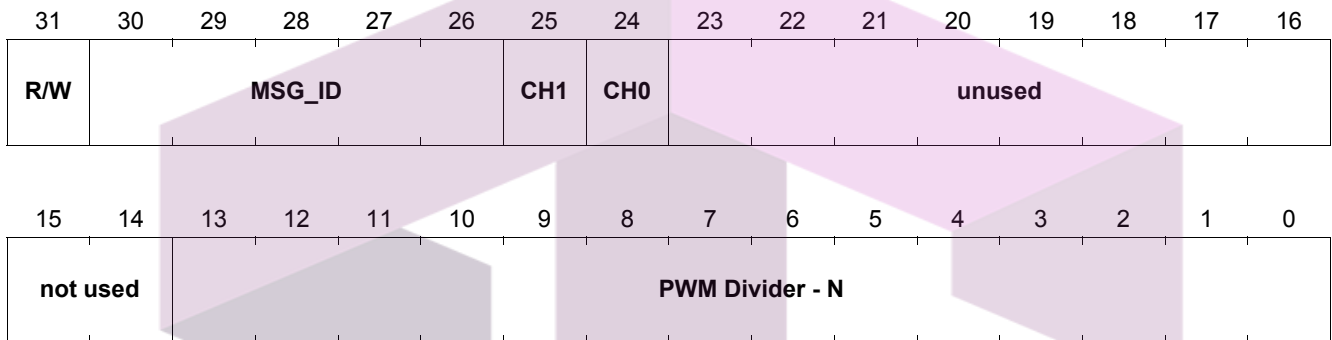 31 30 29 28 27 26 25 24 23 22 21 20 19 18 17 16
R/W MSG_ID CH1 CH0 unused
15 14 13 12 11 10 9 8 7 6 5 4 3 2 1 0
not used PWM Divider - N